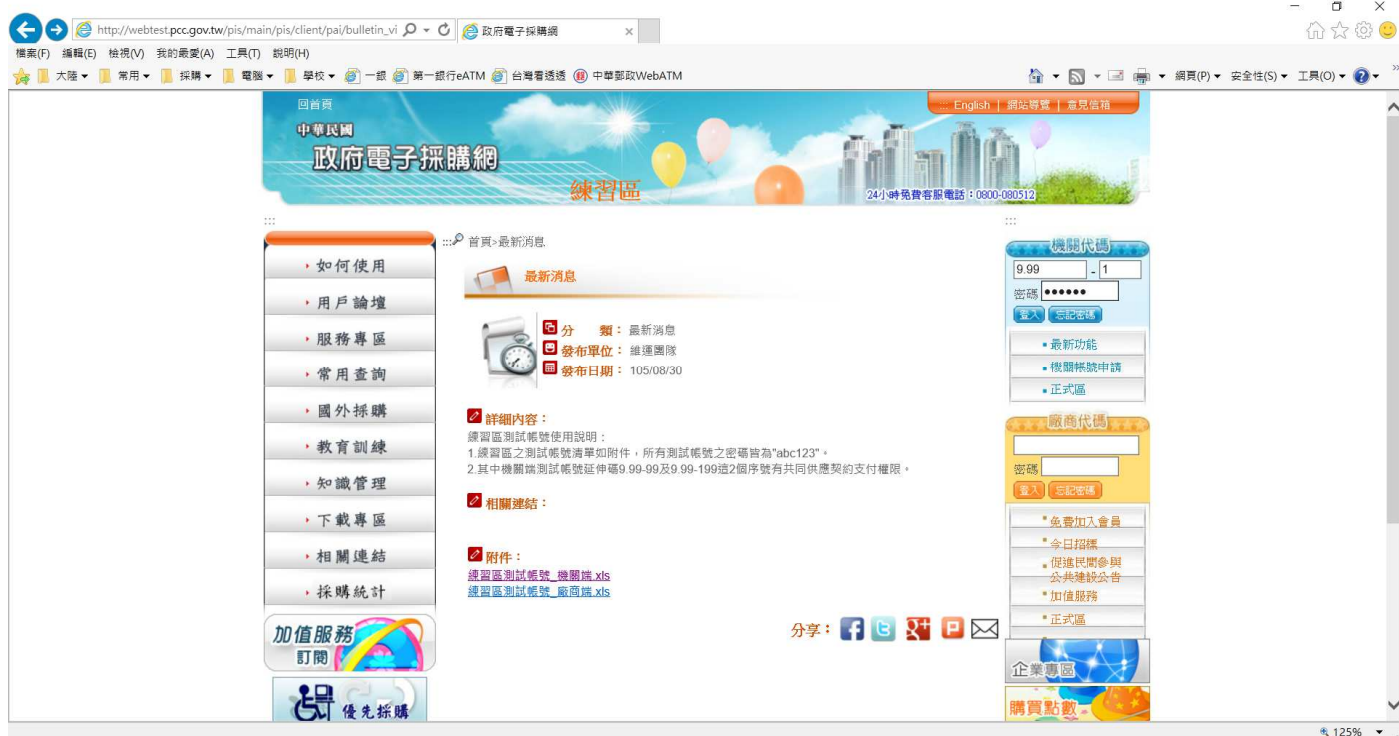 http://webtest.pcc.gov.tw/pis/main/pis/client/pai/bulletin_vi
政府電子採購網
檔案(F) 編輯(E) 檢視(V) 我的最愛(A) 工具(T) 說明(H)
大陸 常用 採購 電腦 學校 一銀 第一銀行eATM 台灣看透透 中華郵政WebATM
網頁(P) 安全性(S) 工具(O)
回首頁
::: English | 網站導覽 | 意見信箱
中華民國
政府電子採購網
練習區
24小時免費客服電話：0800-080512
:::
如何使用
用戶論壇
服務專區
常用查詢
國外採購
教育訓練
知識管理
下載專區
相關連結
採購統計
加值服務
訂閱
優先採購
::: 首頁>最新消息
最新消息
分 類： 最新消息
發布單位： 維運團隊
發布日期： 105/08/30
詳細內容：
練習區測試帳號使用說明：
1.練習區之測試帳號清單如附件，所有測試帳號之密碼皆為"abc123"。
2.其中機關端測試帳號延伸碼9.99-99及9.99-199這2個序號有共同供應契約支付權限。
相關連結：
附件：
練習區測試帳號_機關端.xls
練習區測試帳號_廠商端.xls
分享：
:::
機關代碼
9.99 - 1
密碼 ●●●●●●
登入 忘記密碼
最新功能
機關帳號申請
正式區
廠商代碼
密碼
登入 忘記密碼
免費加入會員
今日招標
促進民間參與
公共建設公告
加值服務
正式區
企業專區
購買點數
125%